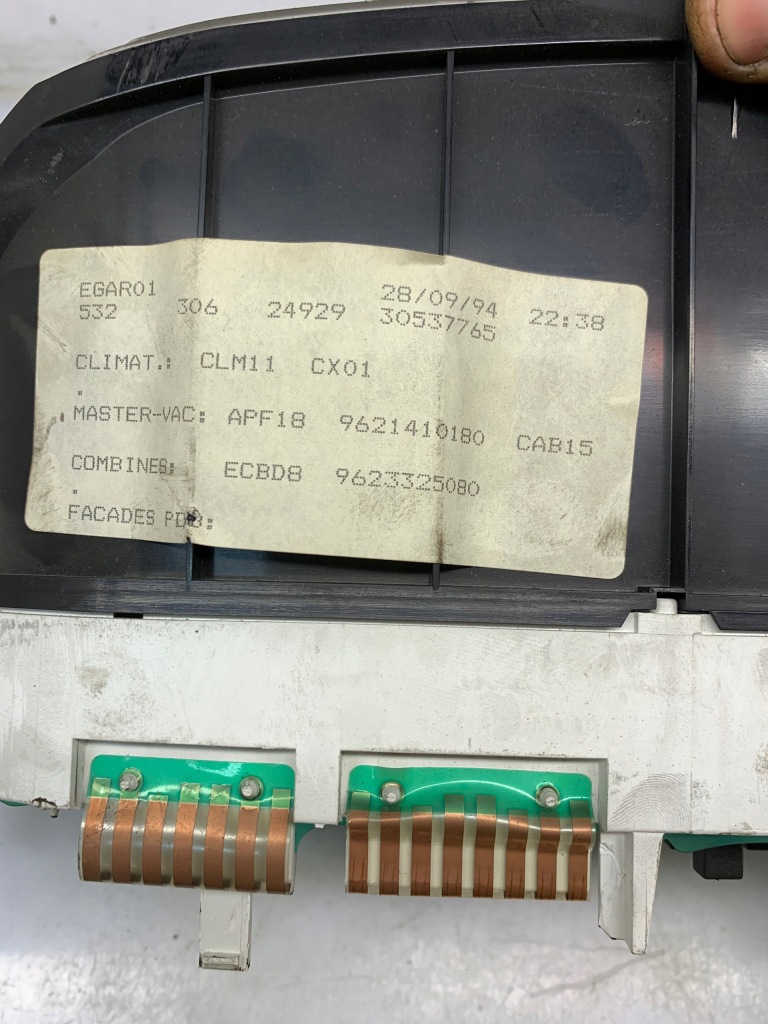 EGAR01 28/09/94 22:38
532 306 24929 30537765
CLIMAT.: CLM11 CX01
.
MASTER-VAC: APF18 9621410180 CAB15
COMBINES: ECBD8 9623325080
.
FACADES PDB: